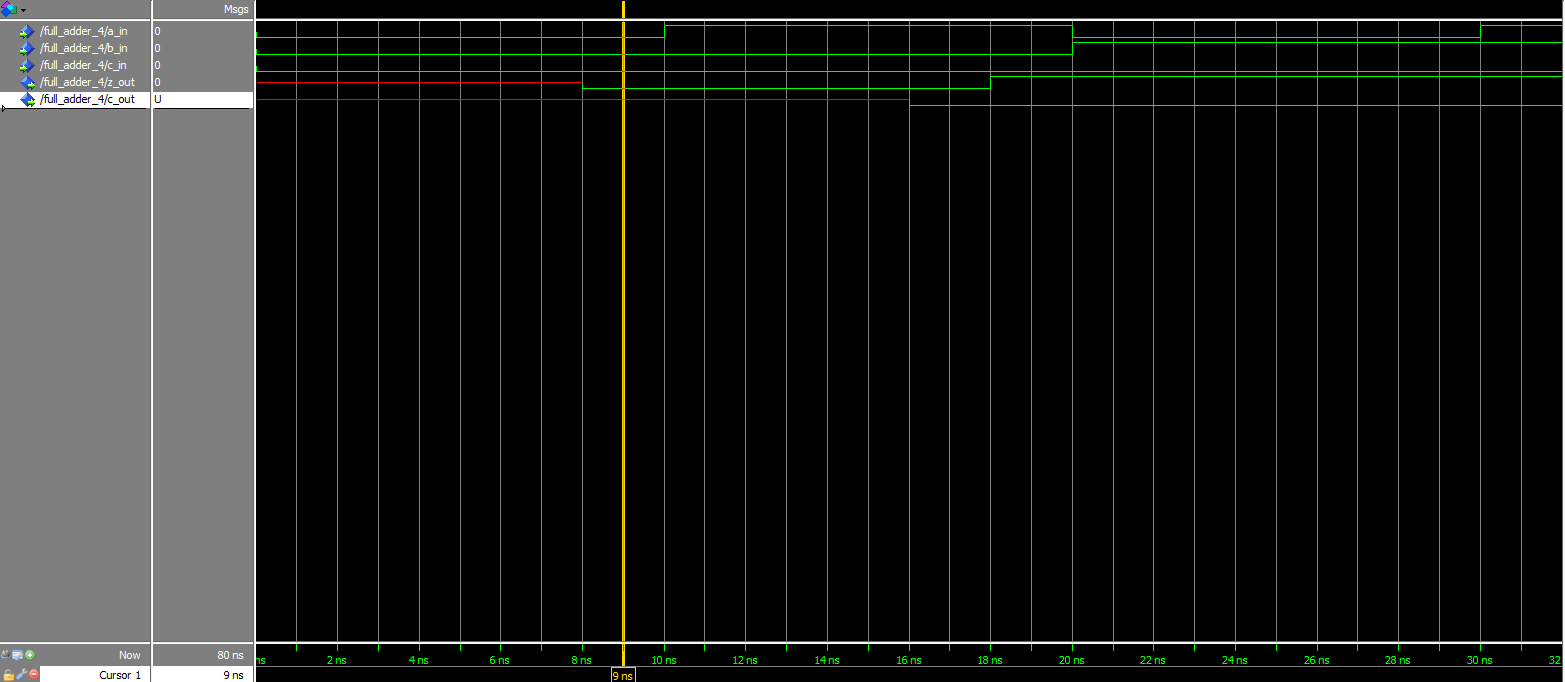 Msgs
/full_adder_4/a_in 0
/full_adder_4/b_in 0
/full_adder_4/c_in 0
/full_adder_4/z_out 0
/full_adder_4/c_out U
Now 80 ns
ns 2 ns 4 ns 6 ns 8 ns 10 ns 12 ns 14 ns 16 ns 18 ns 20 ns 22 ns 24 ns 26 ns 28 ns 30 ns 32
Cursor 1 9 ns
9 ns